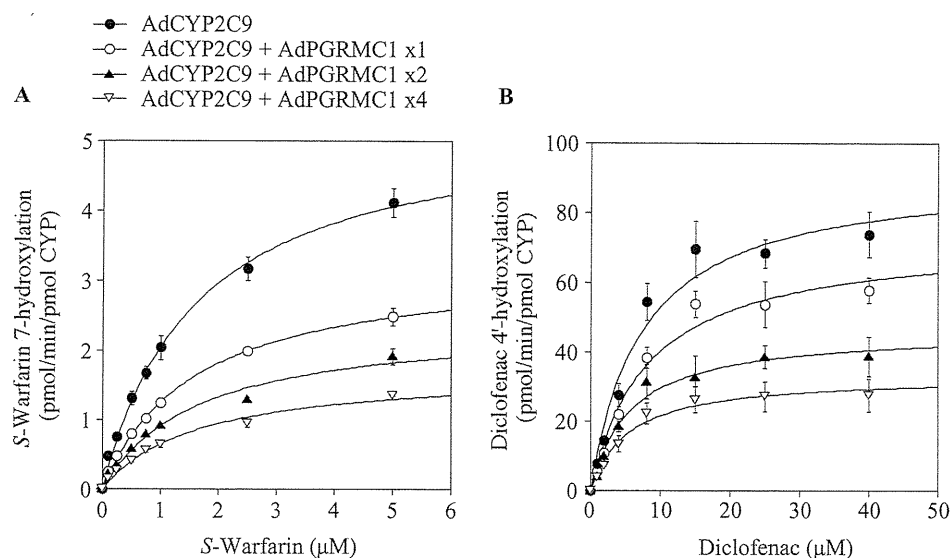 AdCYP2C9
AdCYP2C9 + AdPGRMC1 x1
AdCYP2C9 + AdPGRMC1 x2
AdCYP2C9 + AdPGRMC1 x4
A
S-Warfarin 7-hydroxylation
(pmol/min/pmol CYP)
5
4
3
2
1
0
0 1 2 3 4 5 6
S-Warfarin (μM)
B
Diclofenac 4'-hydroxylation
(pmol/min/pmol CYP)
100
80
60
40
20
0
0 10 20 30 40 50
Diclofenac (μM)